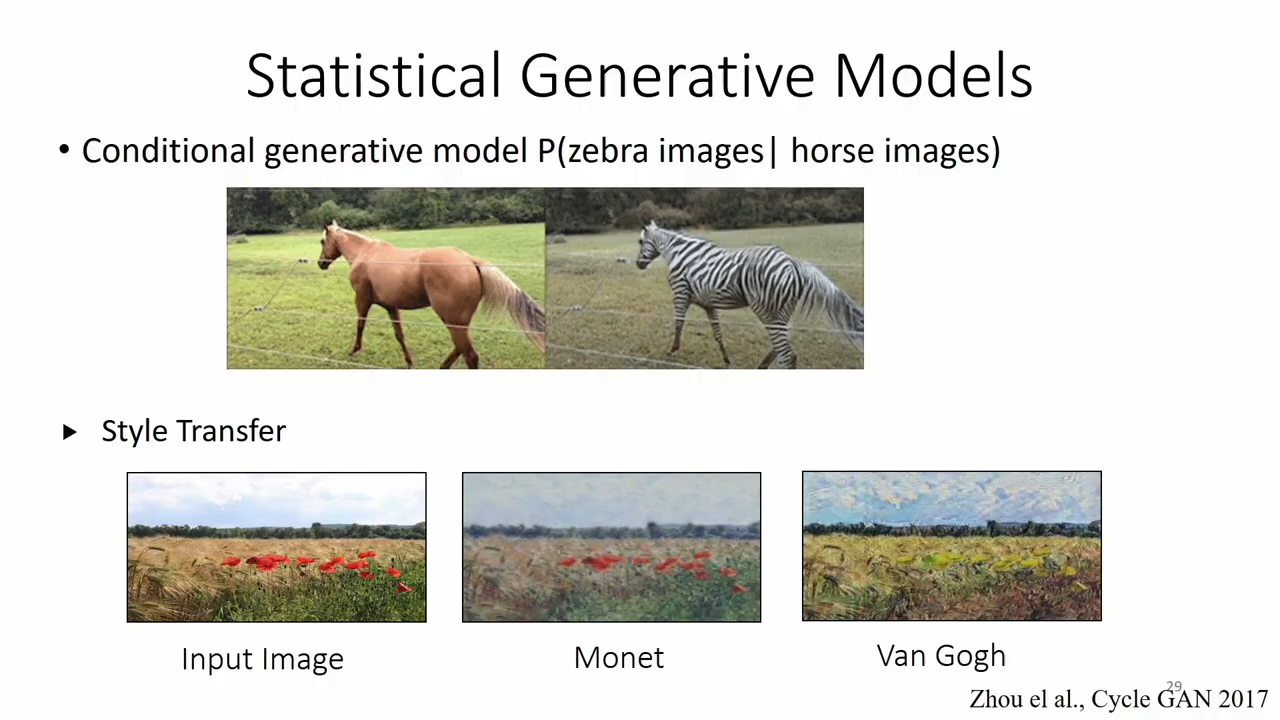 Statistical Generative Models
• Conditional generative model P(zebra images| horse images)
Style Transfer
Input Image
Monet
Van Gogh
29
Zhou el al., Cycle GAN 2017